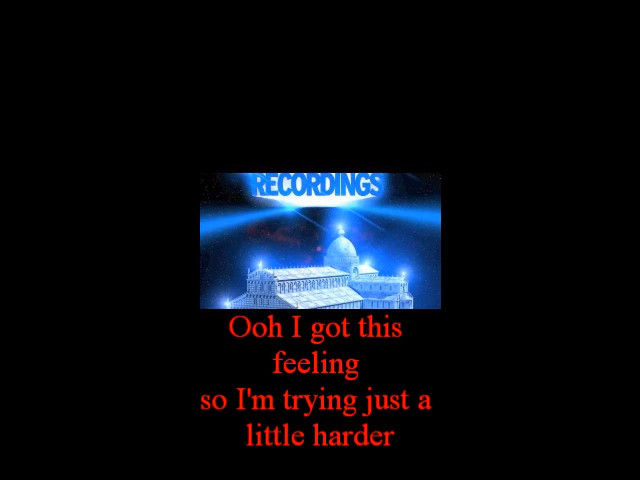 RECORDINGS
Ooh I got this
feeling
so I'm trying just a
little harder